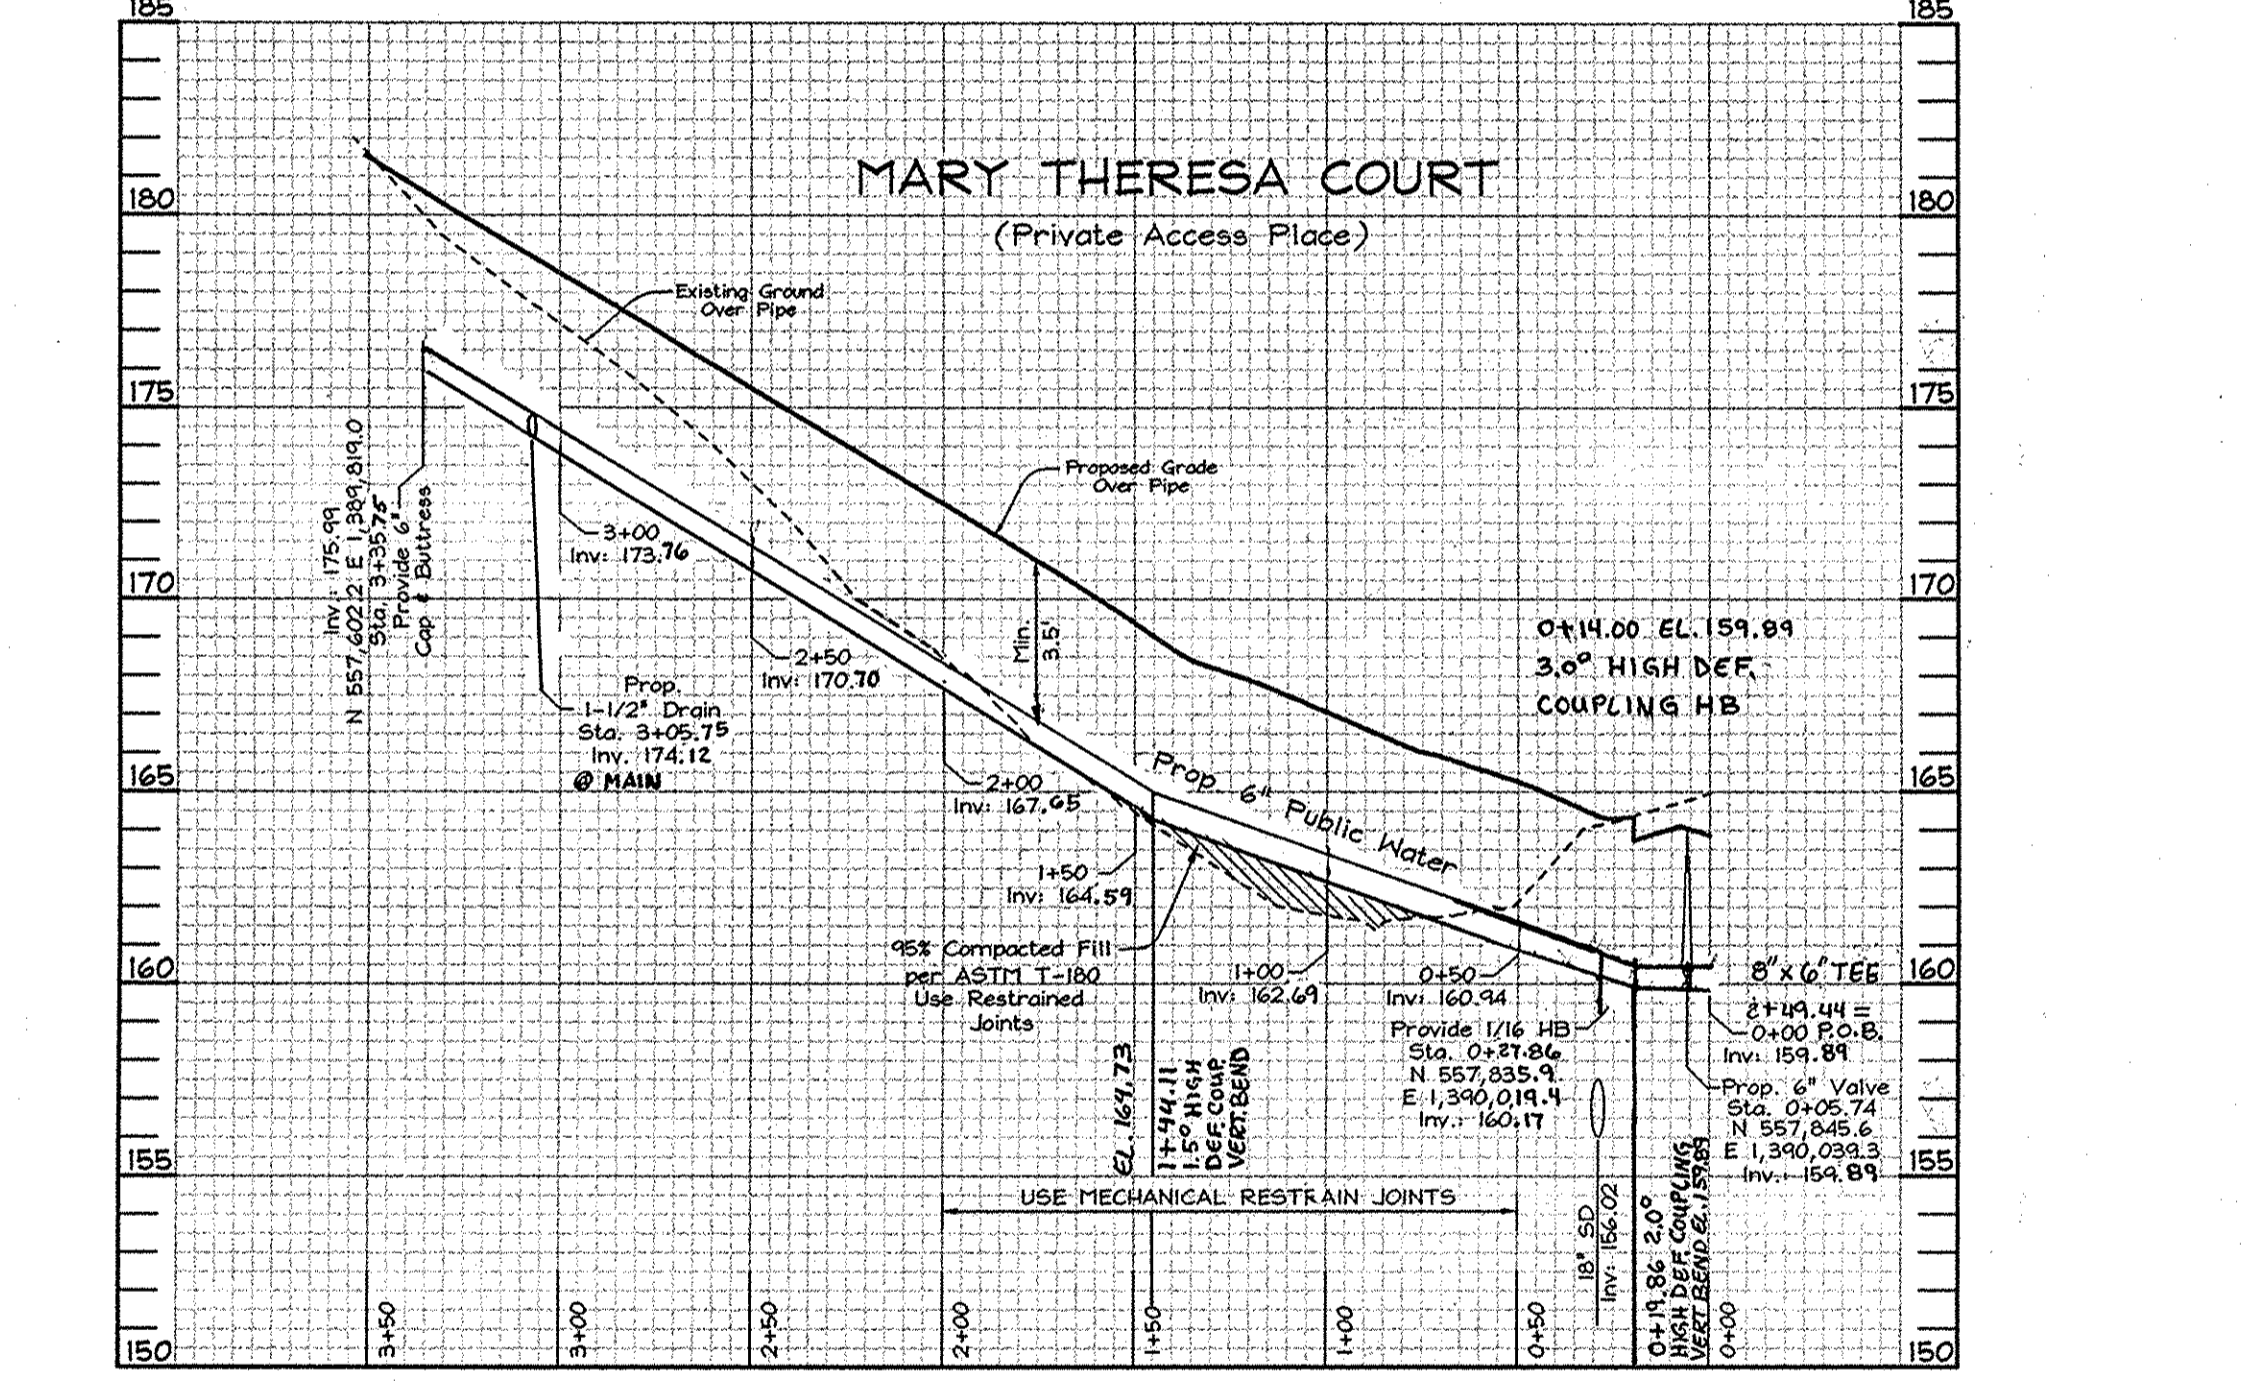 185
185
MARY THERESA COURT
(Private Access Place)
180
180
Existing Ground
Over Pipe
175
175
Proposed Grade
Over Pipe
Inv.: 175.99
N 557,602.2 E 1,389,819.0
Sta. 3+35.75
Provide 6"
Cap & Buttress
3+00
Inv: 173.76
170
170
Min.
3.5'
0+14.00 EL.159.89
3.0° HIGH DEF.
COUPLING HB
2+50
Inv: 170.70
Prop.
1-1/2" Drain
Sta. 3+05.75
Inv. 174.12
@ MAIN
165
165
2+00
Inv: 167.65
Prop. 6" Public Water
1+50
Inv: 164.59
95% Compacted Fill
per ASTM T-180
Use Restrained
Joints
160
160
1+00
Inv: 162.69
0+50
Inv: 160.94
8"x6" TEE
2+49.44 =
0+00 P.O.B.
Inv: 159.89
Provide 1/16 HB
Sta. 0+27.86
N 557,835.9
E 1,390,019.4
Inv.: 160.17
Prop. 6" Valve
Sta. 0+05.74
N 557,845.6
E 1,390,039.3
Inv.: 159.89
EL. 164.73
1+44.11
1.5° HIGH
DEF. COUP.
VERT. BEND
155
155
USE MECHANICAL RESTRAIN JOINTS
18" SD
Inv: 156.02
0+19.86 2.0°
HIGH DEF. COUPLING
VERT BEND EL.159.89
150
3+50
3+00
2+50
2+00
1+50
1+00
0+50
0+00
150